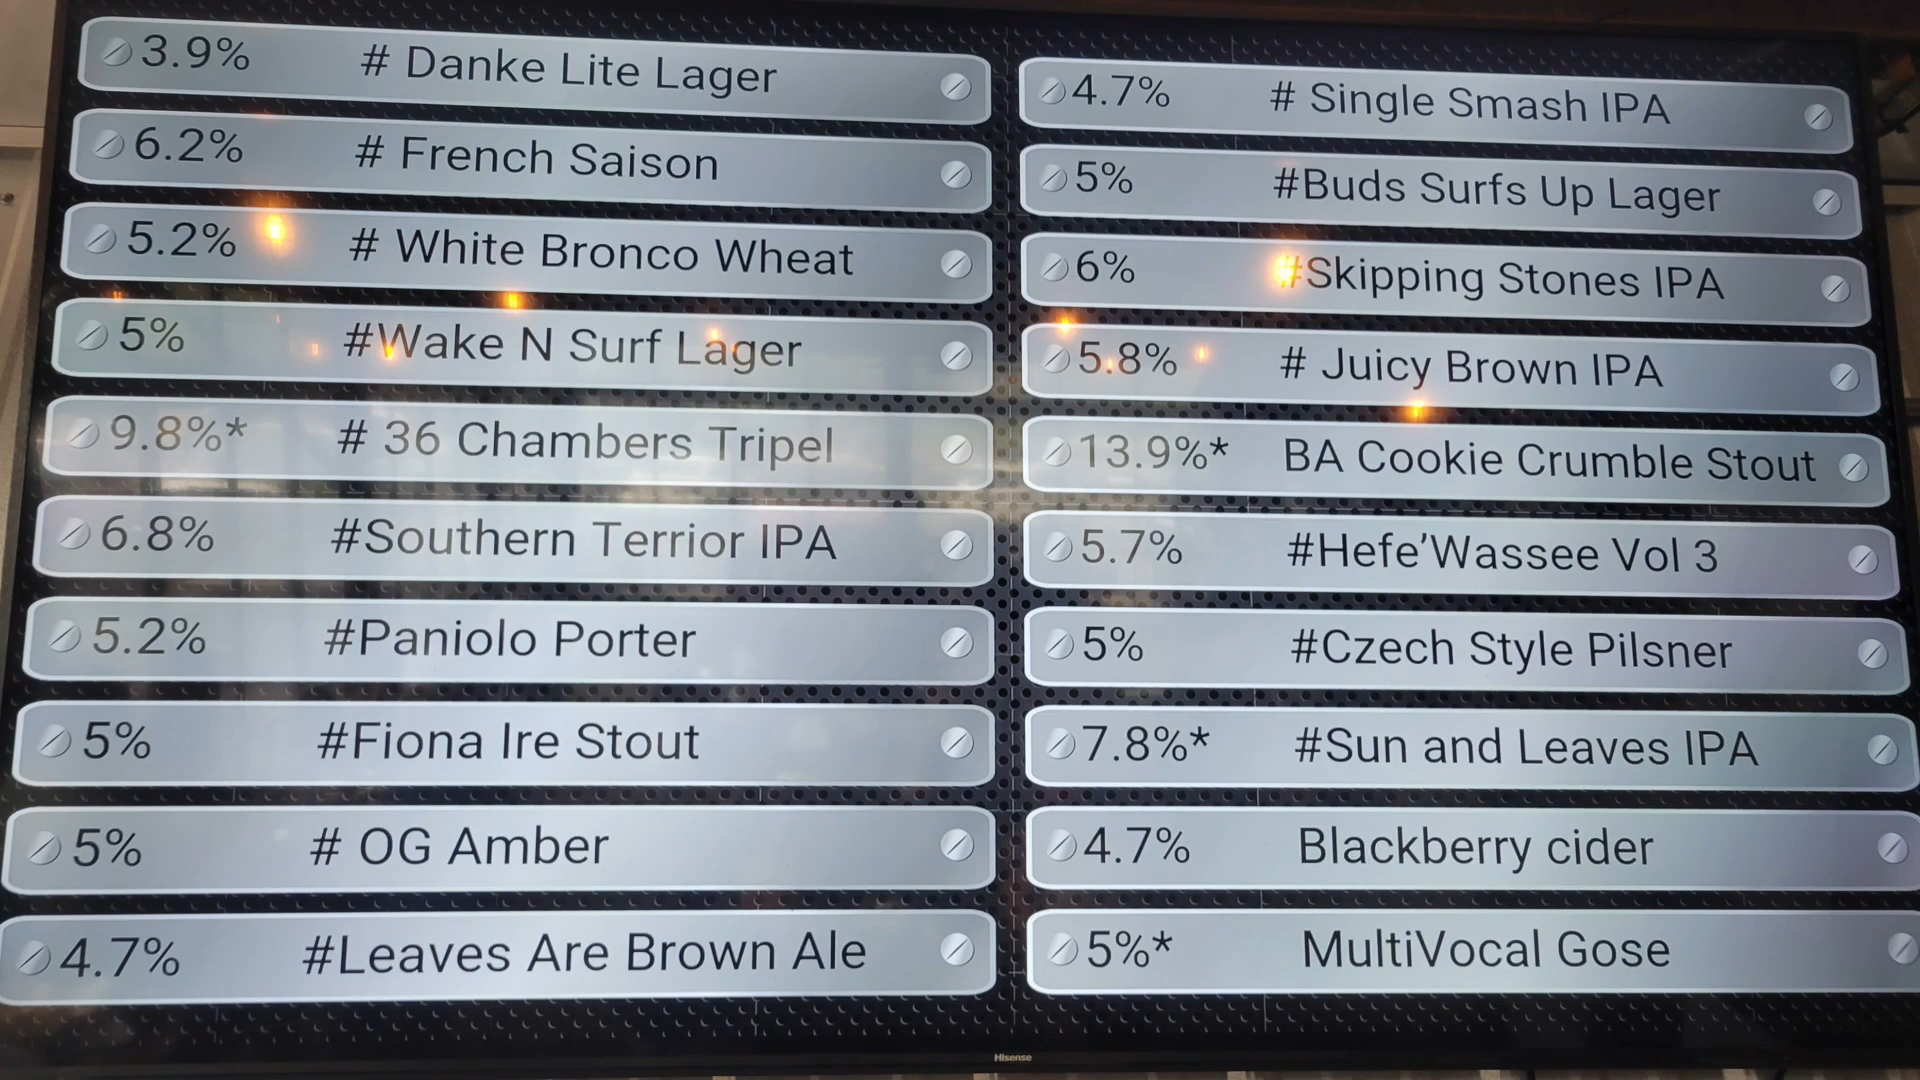 3.9% # Danke Lite Lager
6.2% # French Saison
5.2% # White Bronco Wheat
5% #Wake N Surf Lager
9.8%* # 36 Chambers Tripel
6.8% #Southern Terrior IPA
5.2% #Paniolo Porter
5% #Fiona Ire Stout
5% # OG Amber
4.7% #Leaves Are Brown Ale
4.7% # Single Smash IPA
5% #Buds Surfs Up Lager
6% #Skipping Stones IPA
5.8% # Juicy Brown IPA
13.9%* BA Cookie Crumble Stout
5.7% #Hefe'Wassee Vol 3
5% #Czech Style Pilsner
7.8%* #Sun and Leaves IPA
4.7% Blackberry cider
5%* MultiVocal Gose
Hisense